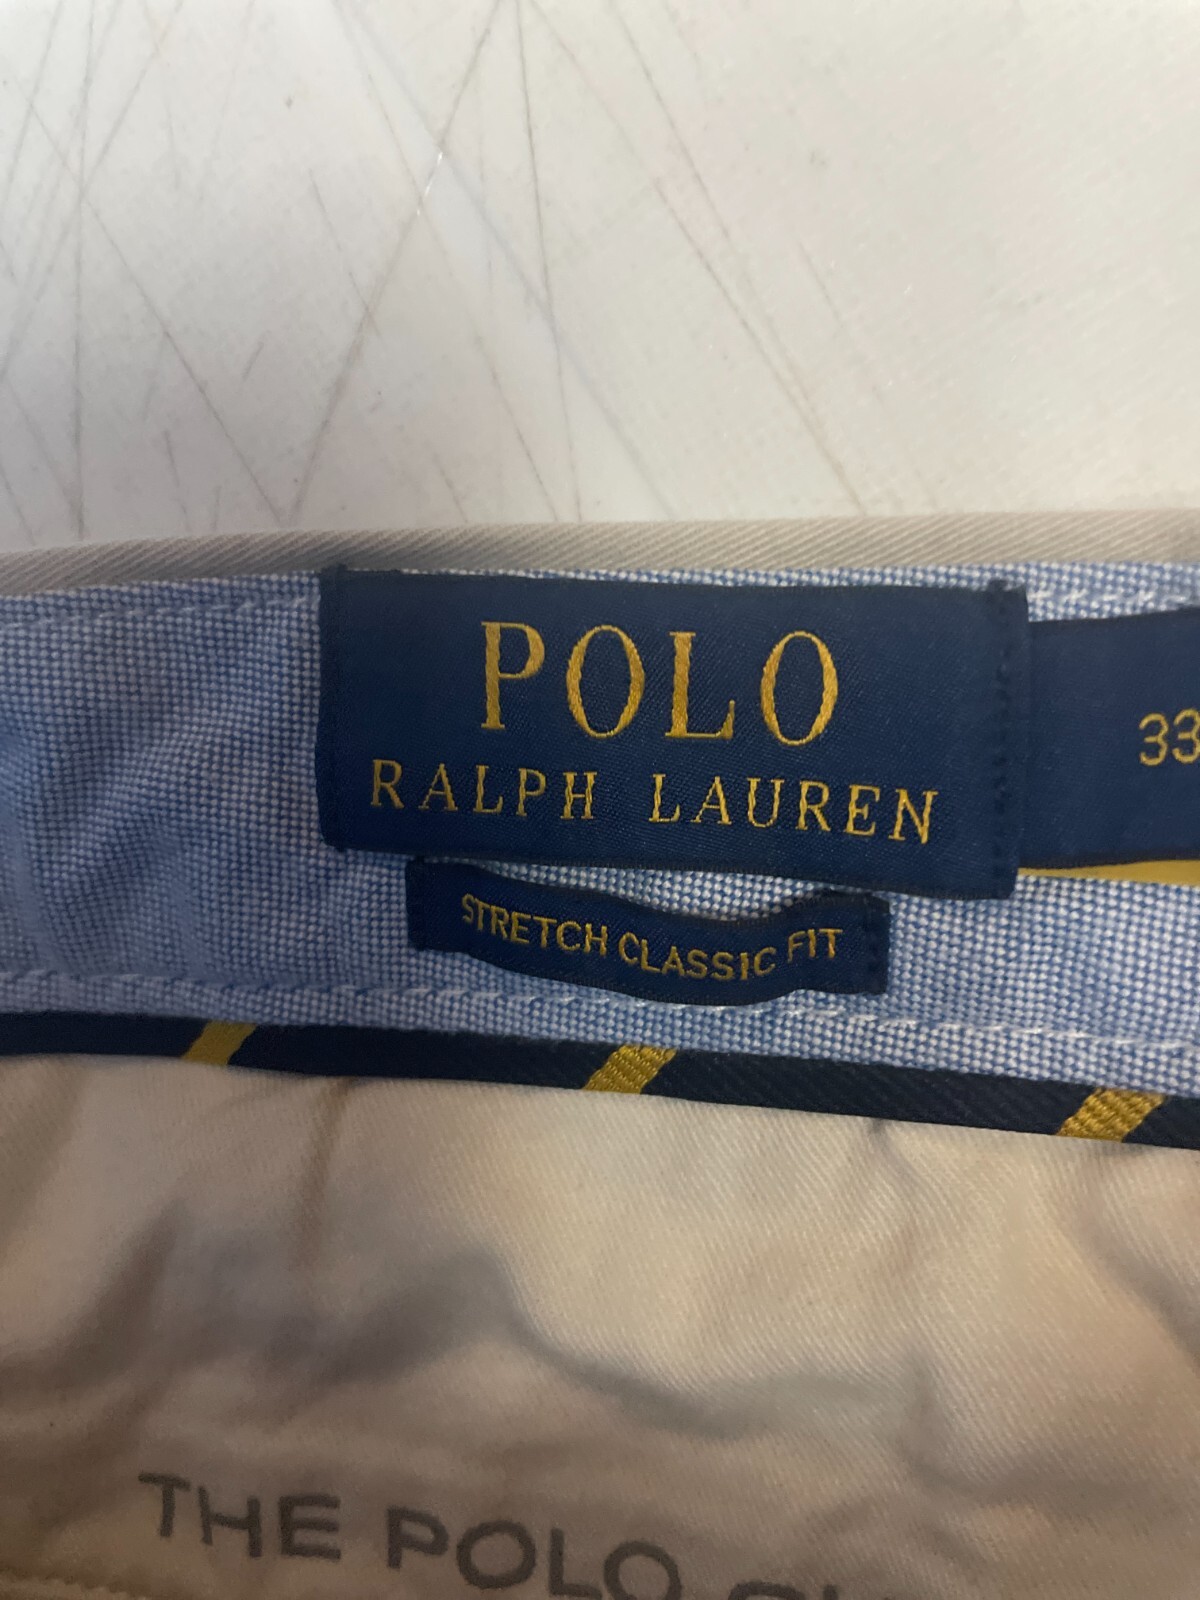 POLO
RALPH LAUREN
33
STRETCH CLASSIC FIT
THE POLO